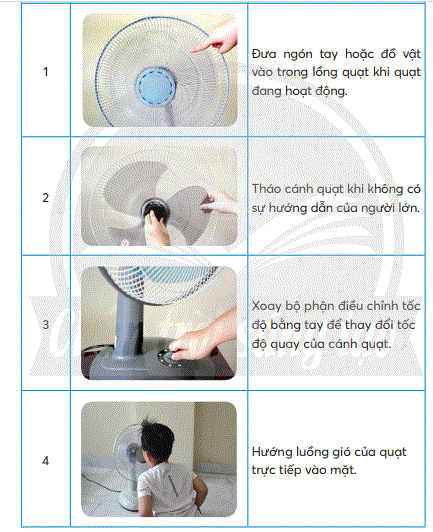 1
Đưa ngón tay hoặc đồ vật
vào trong lồng quạt khi quạt
đang hoạt động.
2
Tháo cánh quạt khi không có
sự hướng dẫn của người lớn.
3
Xoay bộ phận điều chỉnh tốc
độ bằng tay để thay đổi tốc
độ quay của cánh quạt.
4
Hướng luồng gió của quạt
trực tiếp vào mặt.